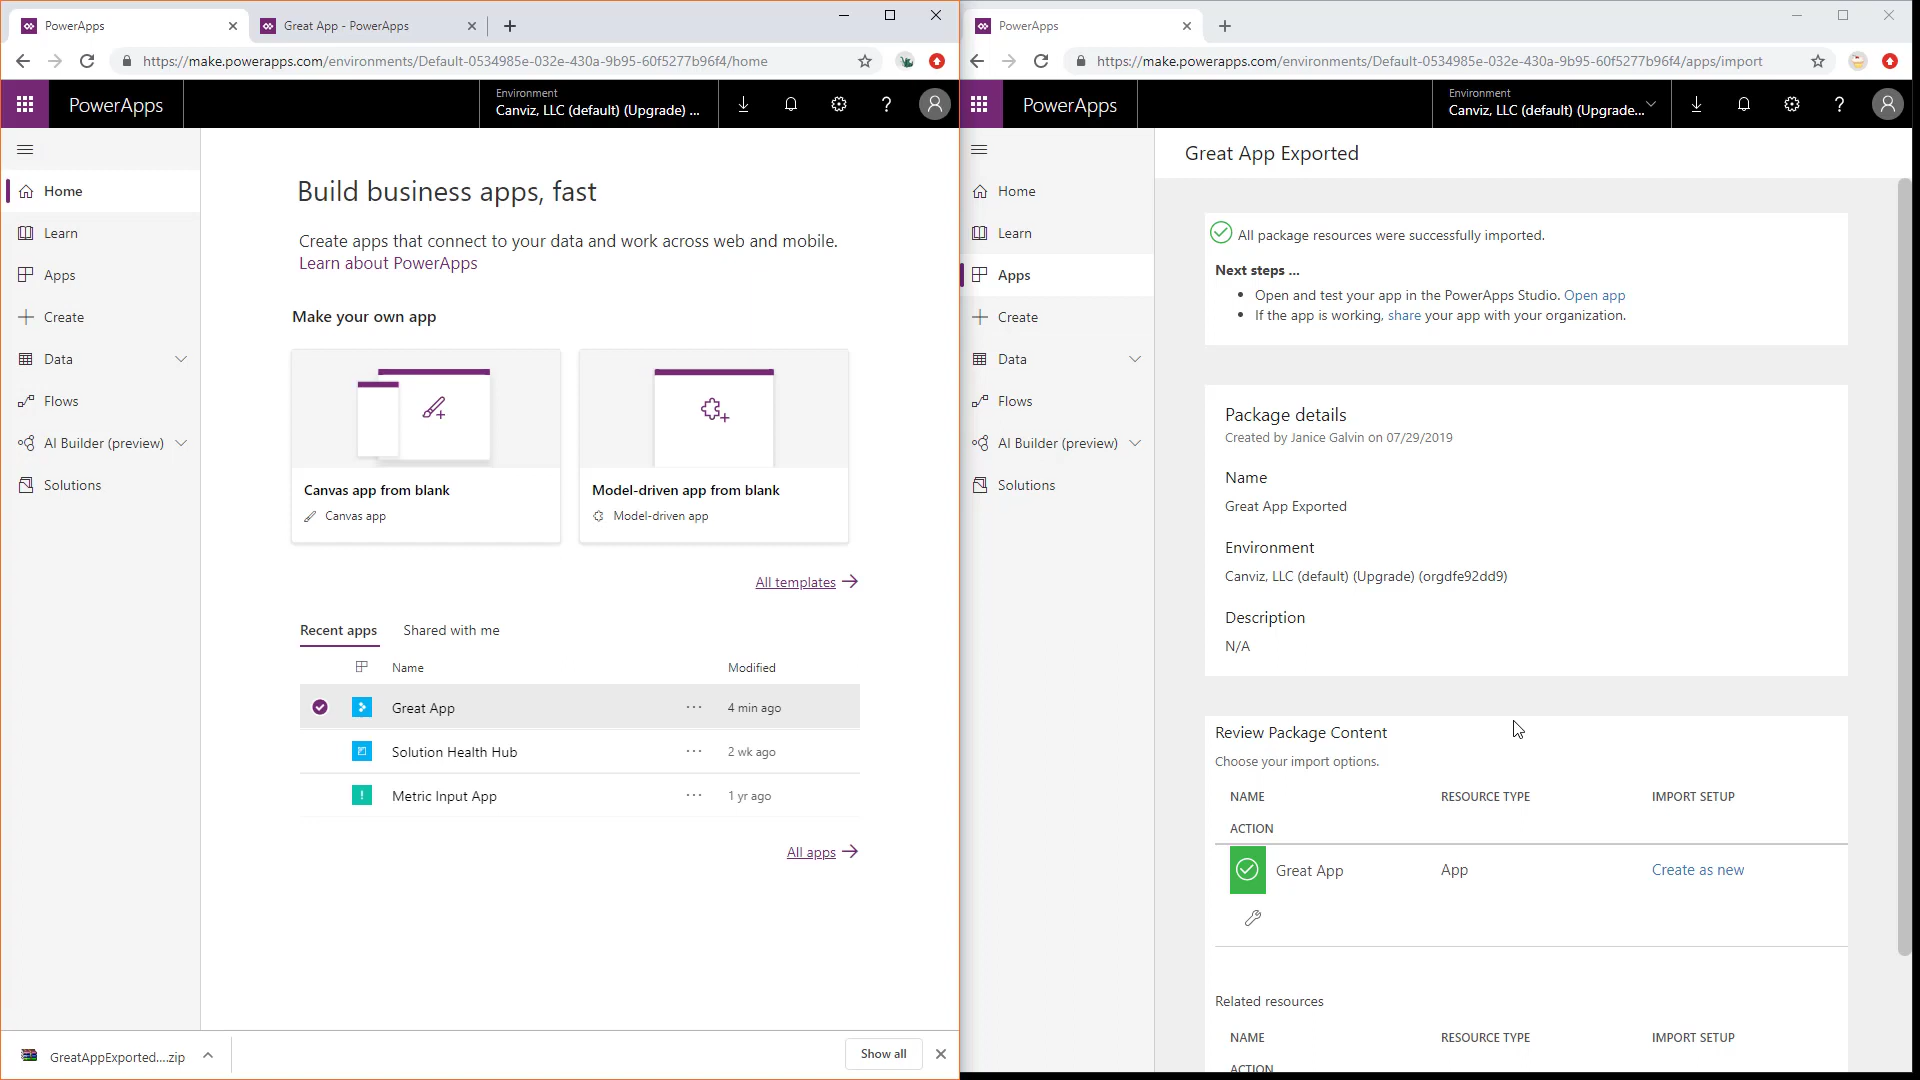 PowerApps
Great App - PowerApps
https://make.powerapps.com/environments/Default-0534985e-032e-430a-9b95-60f5277b96f4/home
PowerApps
Environment
Canviz, LLC (default) (Upgrade) ...
?
Home
Learn
Apps
Create
Data
Flows
AI Builder (preview)
Solutions
Build business apps, fast
Create apps that connect to your data and work across web and mobile.
Learn about PowerApps
Make your own app
Canvas app from blank
Canvas app
Model-driven app from blank
Model-driven app
All templates
Recent apps
Shared with me
Name
Modified
Great App
...
4 min ago
Solution Health Hub
...
2 wk ago
Metric Input App
...
1 yr ago
All apps
GreatAppExported....zip
Show all
PowerApps
https://make.powerapps.com/environments/Default-0534985e-032e-430a-9b95-60f5277b96f4/apps/import
PowerApps
Environment
Canviz, LLC (default) (Upgrade...
?
Home
Learn
Apps
Create
Data
Flows
AI Builder (preview)
Solutions
Great App Exported
All package resources were successfully imported.
Next steps ...
• Open and test your app in the PowerApps Studio. Open app
• If the app is working, share your app with your organization.
Package details
Created by Janice Galvin on 07/29/2019
Name
Great App Exported
Environment
Canviz, LLC (default) (Upgrade) (orgdfe92dd9)
Description
N/A
Review Package Content
Choose your import options.
NAME
RESOURCE TYPE
IMPORT SETUP
ACTION
Great App
App
Create as new
Related resources
NAME
RESOURCE TYPE
IMPORT SETUP
ACTION